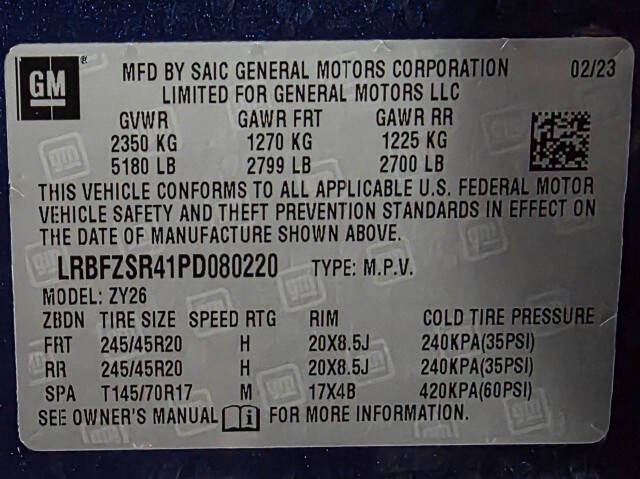 GM
MFD BY SAIC GENERAL MOTORS CORPORATION 02/23
LIMITED FOR GENERAL MOTORS LLC
GVWR GAWR FRT GAWR RR
2350 KG 1270 KG 1225 KG
5180 LB 2799 LB 2700 LB
THIS VEHICLE CONFORMS TO ALL APPLICABLE U.S. FEDERAL MOTOR
VEHICLE SAFETY AND THEFT PREVENTION STANDARDS IN EFFECT ON
THE DATE OF MANUFACTURE SHOWN ABOVE.
LRBFZSR41PD080220 TYPE: M.P.V.
MODEL: ZY26
ZBDN TIRE SIZE SPEED RTG RIM COLD TIRE PRESSURE
FRT 245/45R20 H 20X8.5J 240KPA(35PSI)
RR 245/45R20 H 20X8.5J 240KPA(35PSI)
SPA T145/70R17 M 17X4B 420KPA(60PSI)
SEE OWNER'S MANUAL i FOR MORE INFORMATION.